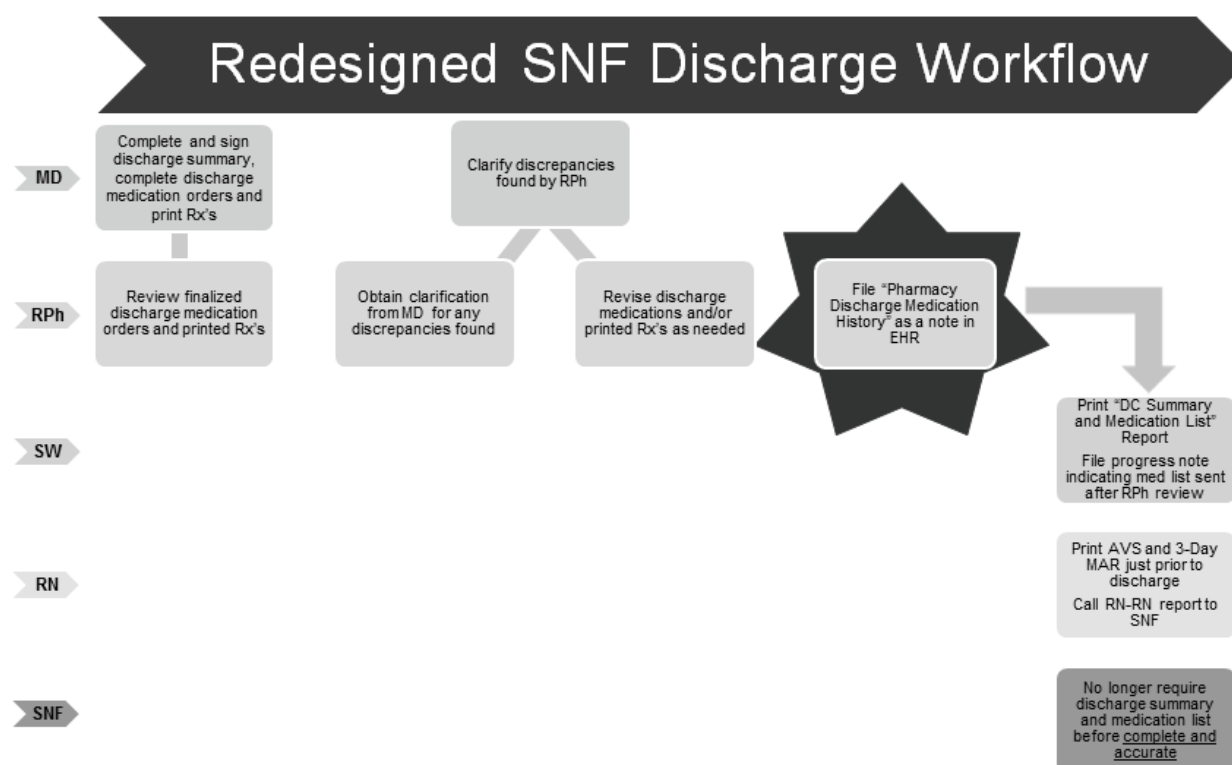 Redesigned SNF Discharge Workflow
MD
Complete and sign
discharge summary,
complete discharge
medication orders and
print Rx's
Clarify discrepancies
found by RPh
RPh
Review finalized
discharge medication
orders and printed Rx's
Obtain clarification
from MD for any
discrepancies found
Revise discharge
medications and/or
printed Rx's as needed
File “Pharmacy
Discharge Medication
History” as a note in
EHR
SW
Print “DC Summary
and Medication List”
Report
File progress note
indicating med list sent
after RPh review
RN
Print AVS and 3-Day
MAR just prior to
discharge
Call RN-RN report to
SNF
SNF
No longer require
discharge summary
and medication list
before complete and
accurate